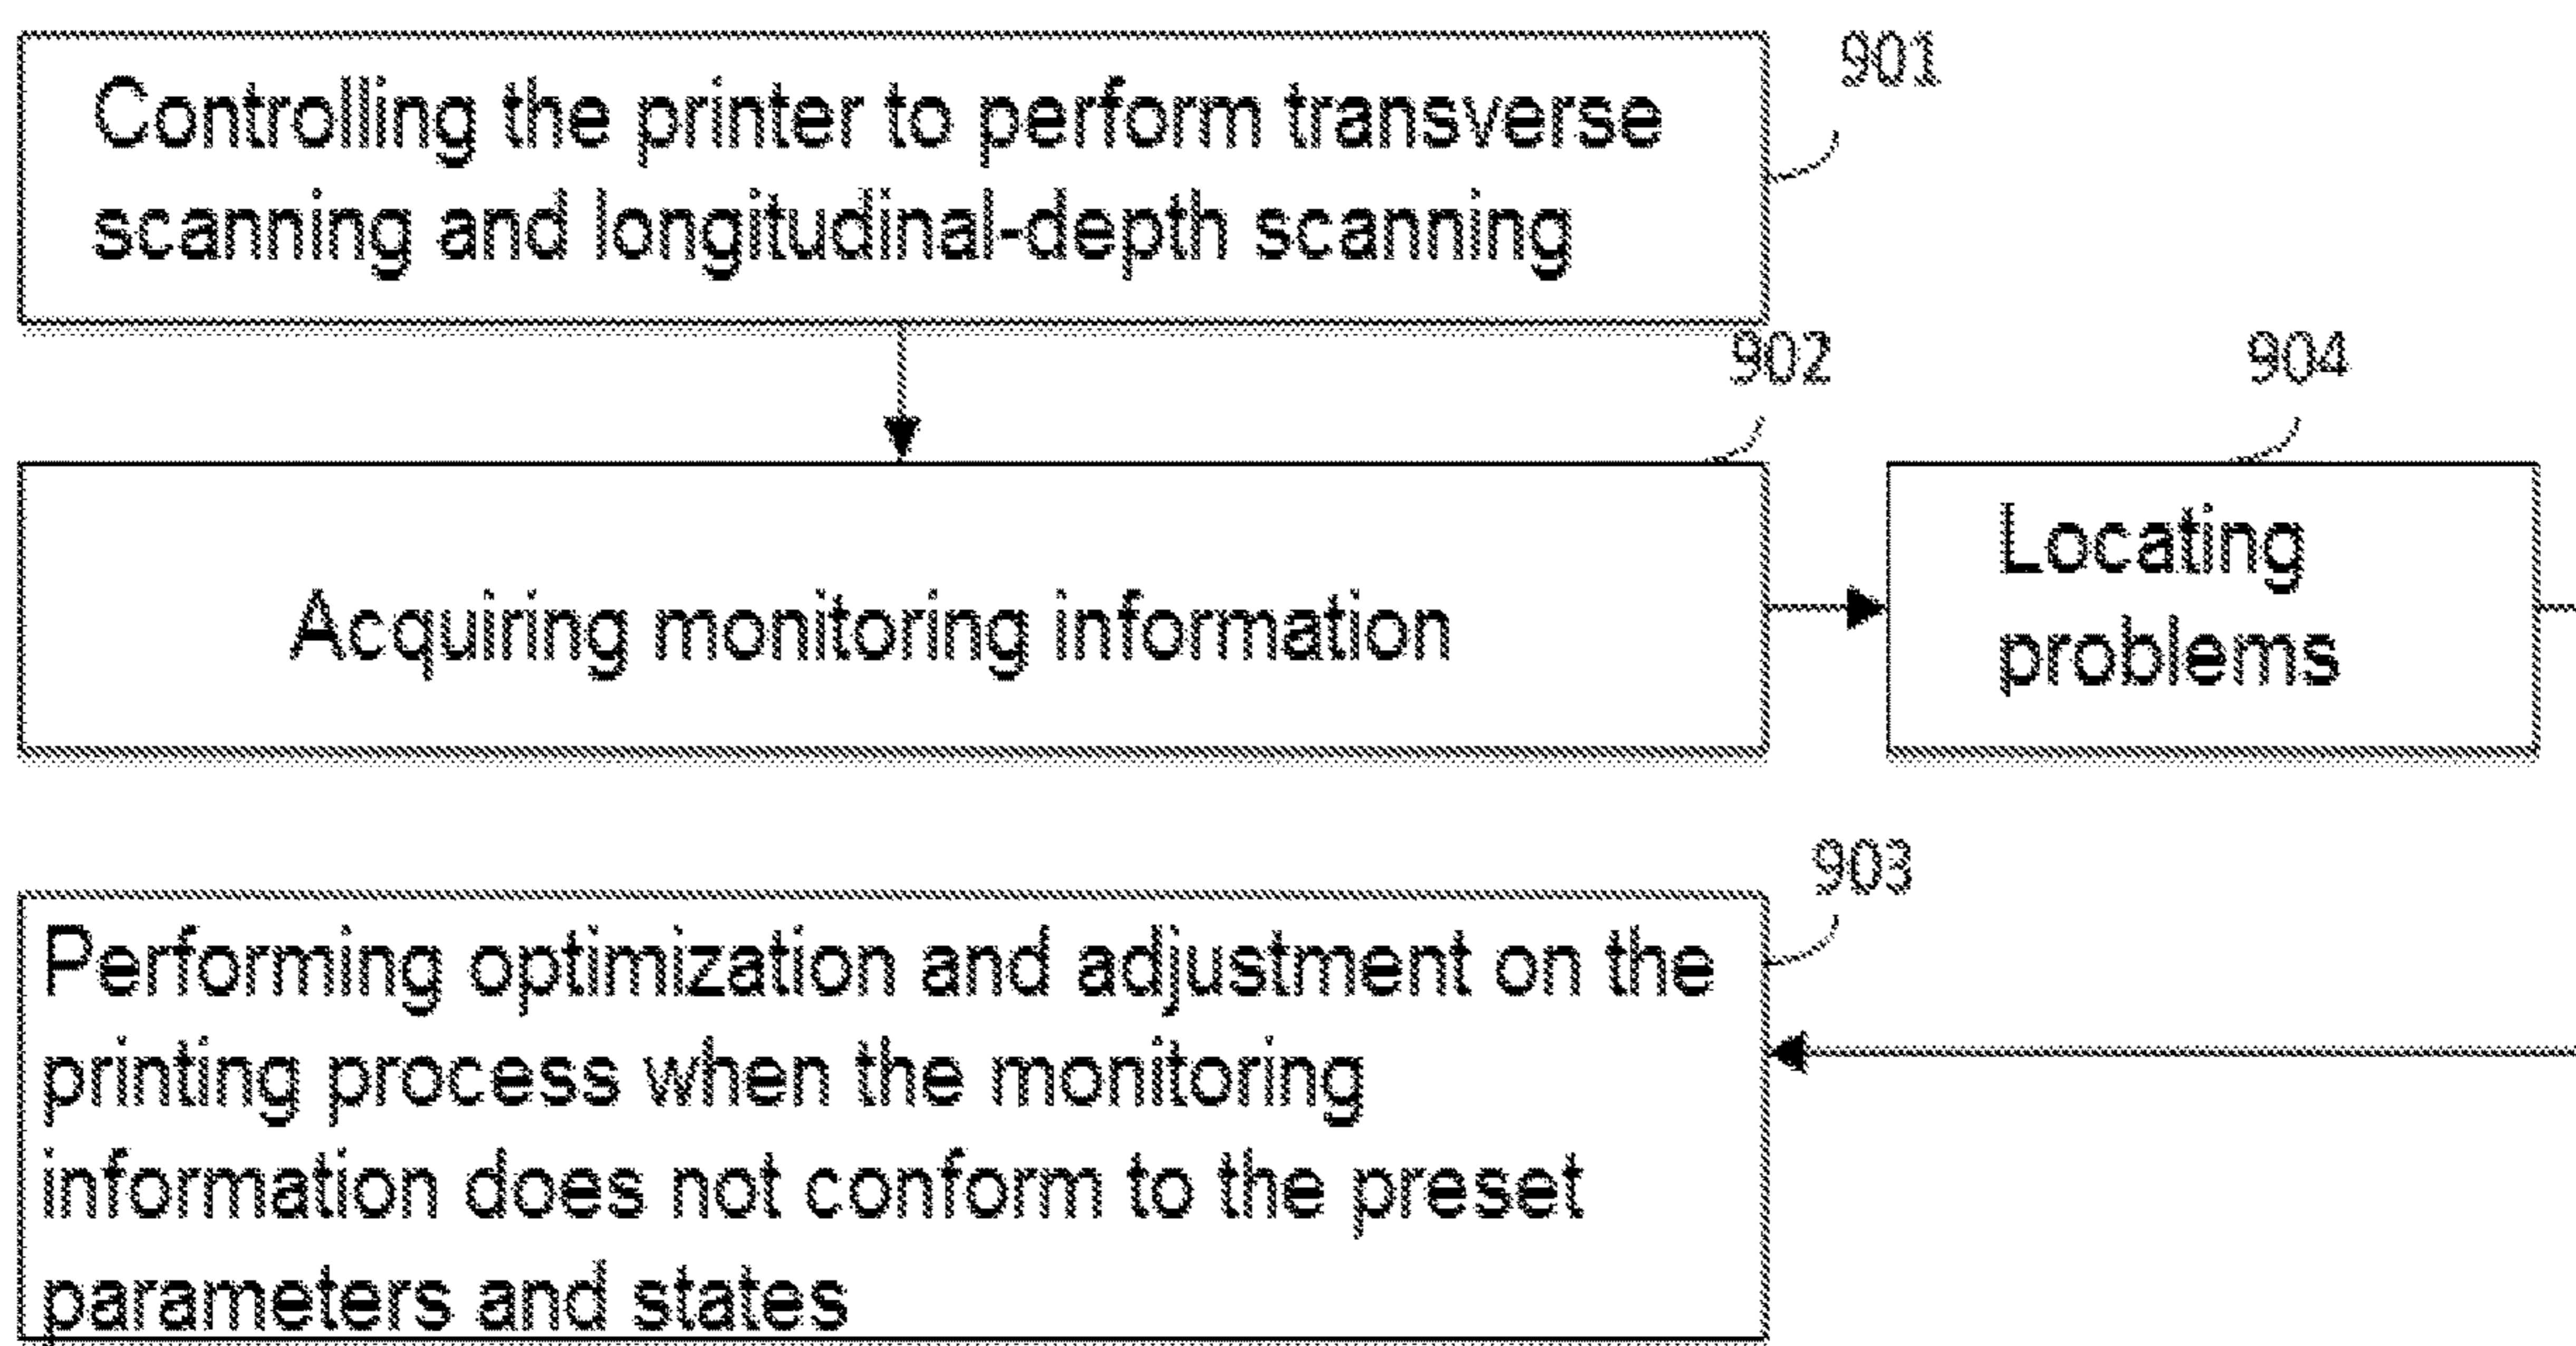 901
Controlling the printer to perform transverse
scanning and longitudinal-depth scanning
902
904
Acquiring monitoring information
Locating
problems
903
Performing optimization and adjustment on the
printing process when the monitoring
information does not conform to the preset
parameters and states